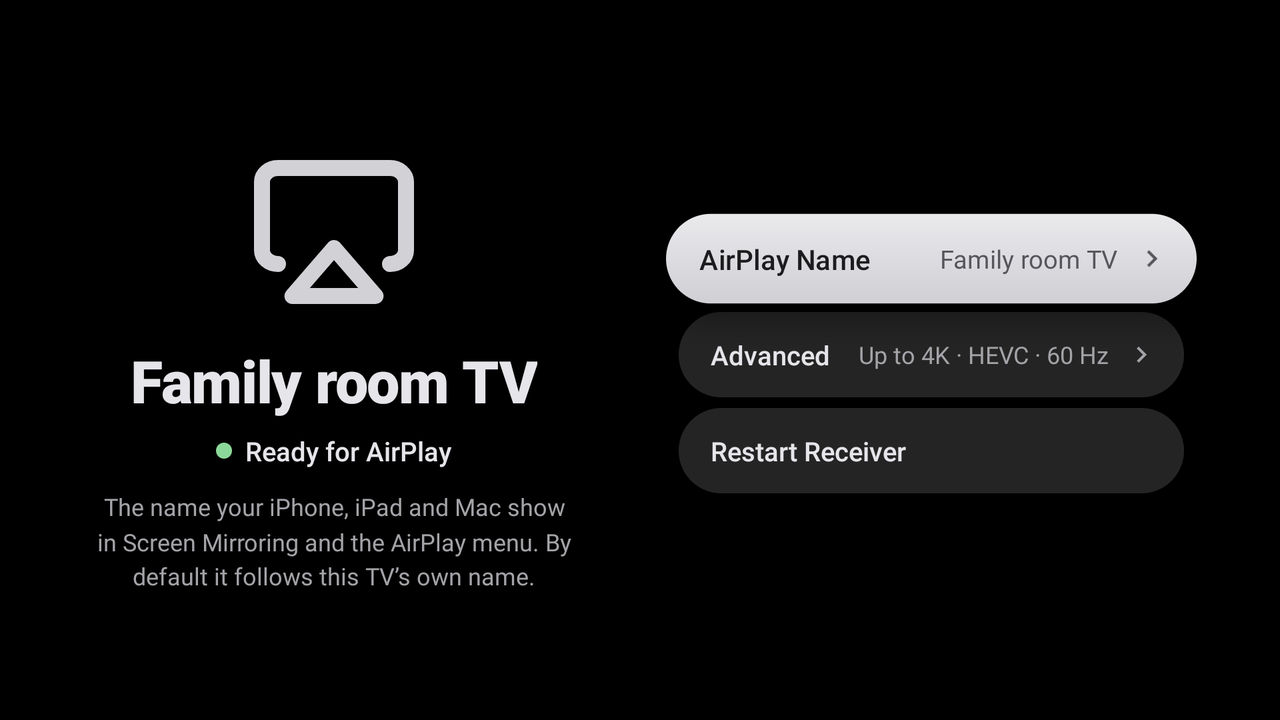 Family room TV
Ready for AirPlay
The name your iPhone, iPad and Mac show
in Screen Mirroring and the AirPlay menu. By
default it follows this TV’s own name.
AirPlay Name Family room TV
Advanced Up to 4K · HEVC · 60 Hz
Restart Receiver